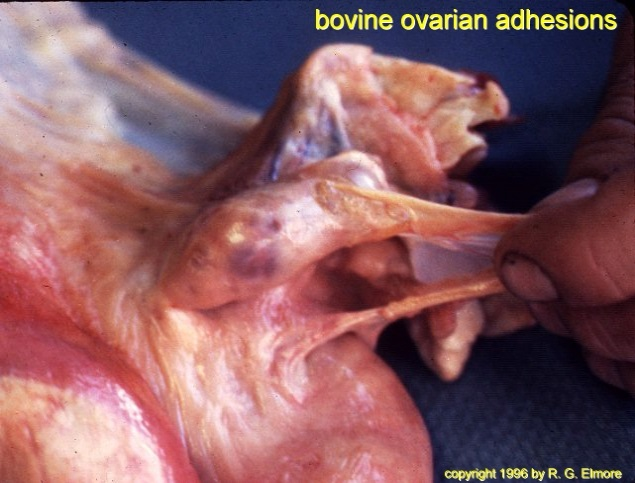 bovine ovarian adhesions
copyright 1996 by R. G. Elmore